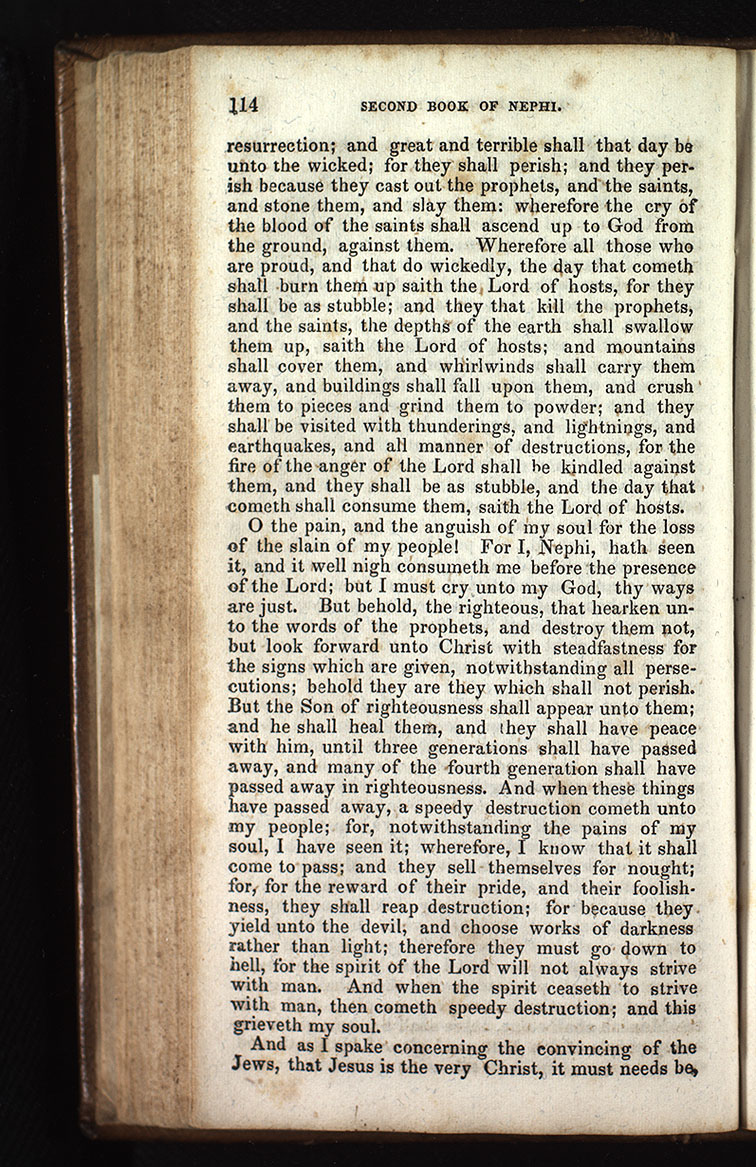 114 SECOND BOOK OF NEPHI.
resurrection; and great and terrible shall that day be
unto the wicked; for they shall perish; and they per-
ish because they cast out the prophets, and the saints,
and stone them, and slay them: wherefore the cry of
the blood of the saints shall ascend up to God from
the ground, against them. Wherefore all those who
are proud, and that do wickedly, the day that cometh
shall burn them up saith the Lord of hosts, for they
shall be as stubble; and they that kill the prophets,
and the saints, the depths of the earth shall swallow
them up, saith the Lord of hosts; and mountains
shall cover them, and whirlwinds shall carry them
away, and buildings shall fall upon them, and crush
them to pieces and grind them to powder; and they
shall be visited with thunderings, and lightnings, and
earthquakes, and all manner of destructions, for the
fire of the anger of the Lord shall be kindled against
them, and they shall be as stubble, and the day that
cometh shall consume them, saith the Lord of hosts.
O the pain, and the anguish of my soul for the loss
of the slain of my people! For I, Nephi, hath seen
it, and it well nigh consumeth me before the presence
of the Lord; but I must cry unto my God, thy ways
are just. But behold, the righteous, that hearken un-
to the words of the prophets, and destroy them not,
but look forward unto Christ with steadfastness for
the signs which are given, notwithstanding all perse-
cutions; behold they are they which shall not perish.
But the Son of righteousness shall appear unto them;
and he shall heal them, and they shall have peace
with him, until three generations shall have passed
away, and many of the fourth generation shall have
passed away in righteousness. And when these things
have passed away, a speedy destruction cometh unto
my people; for, notwithstanding the pains of my
soul, I have seen it; wherefore, I know that it shall
come to pass; and they sell themselves for nought;
for, for the reward of their pride, and their foolish-
ness, they shall reap destruction; for because they
yield unto the devil, and choose works of darkness
rather than light; therefore they must go down to
hell, for the spirit of the Lord will not always strive
with man. And when the spirit ceaseth to strive
with man, then cometh speedy destruction; and this
grieveth my soul.
And as I spake concerning the convincing of the
Jews, that Jesus is the very Christ, it must needs be,